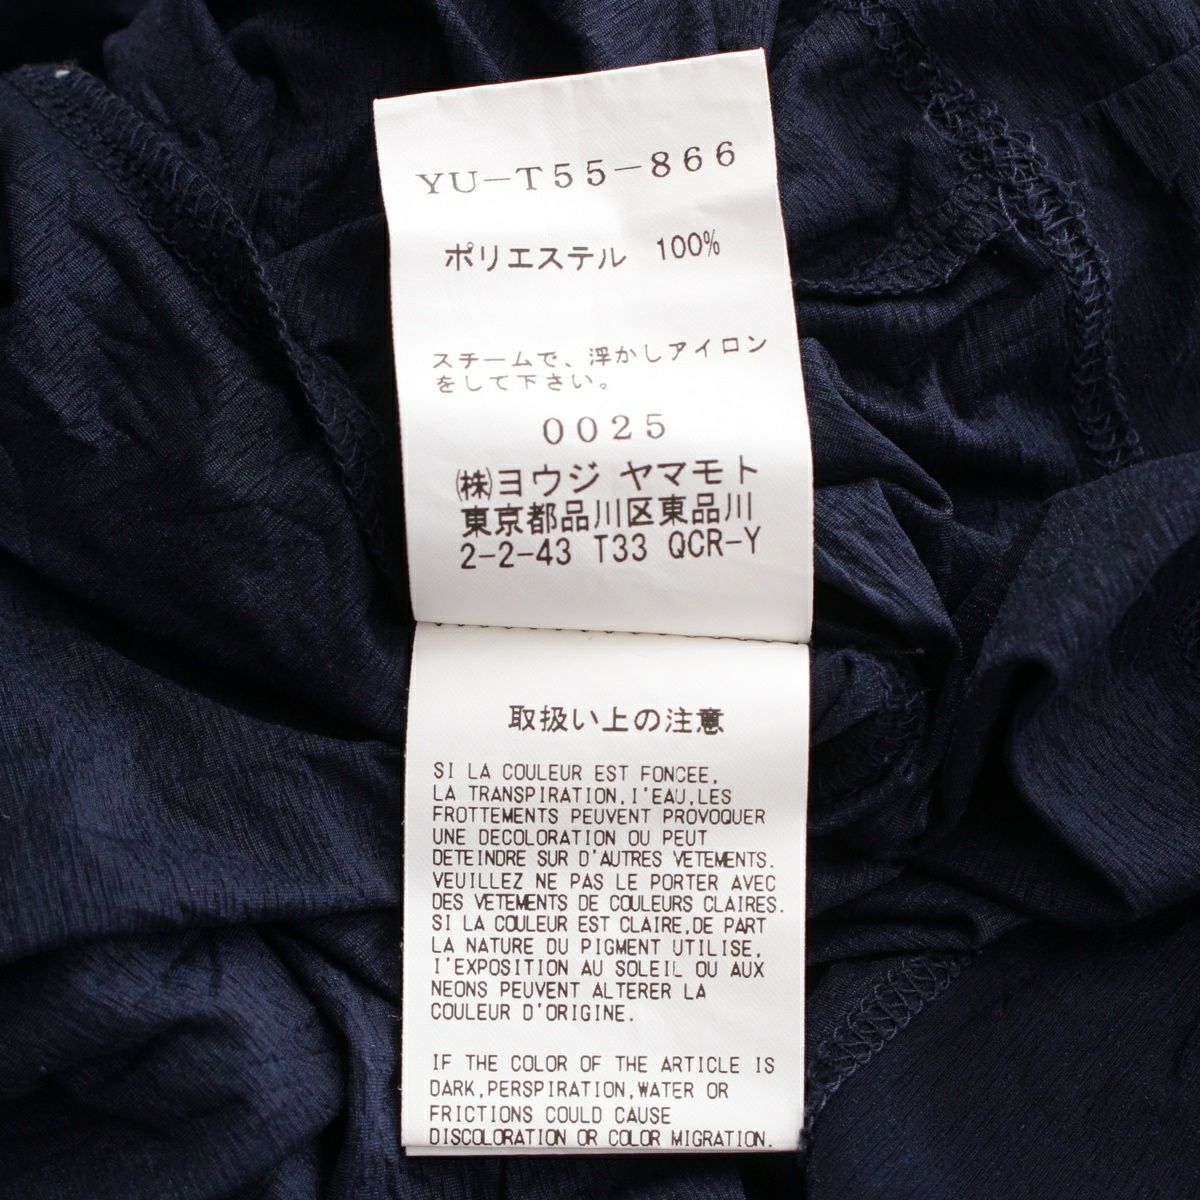 YU-T55-866
ポリエステル 100%
スチームで、浮かしアイロン
をして下さい。
0025
㈱ヨウジ ヤマモト
東京都品川区東品川
2-2-43 T33 QCR-Y
取扱い上の注意
SI LA COULEUR EST FONCEE,
LA TRANSPIRATION,I'EAU,LES
FROTTEMENTS PEUVENT PROVOQUER
UNE DECOLORATION OU PEUT
DETEINDRE SUR D'AUTRES VETEMENTS.
VEUILLEZ NE PAS LE PORTER AVEC
DES VETEMENTS DE COULEURS CLAIRES.
SI LA COULEUR EST CLAIRE,DE PART
LA NATURE DU PIGMENT UTILISE,
I'EXPOSITION AU SOLEIL OU AUX
NEONS PEUVENT ALTERER LA
COULEUR D'ORIGINE.
IF THE COLOR OF THE ARTICLE IS
DARK,PERSPIRATION,WATER OR
FRICTIONS COULD CAUSE
DISCOLORATION OR COLOR MIGRATION.